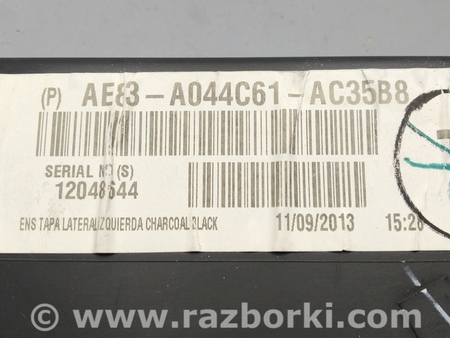 (P) AE83-A044C61-AC35B8
SERIAL NO (S)
12048644
ENS TAPA LATERAL IZQUIERDA CHARCOAL BLACK 11/09/2013 15:26
© www.razborki.com